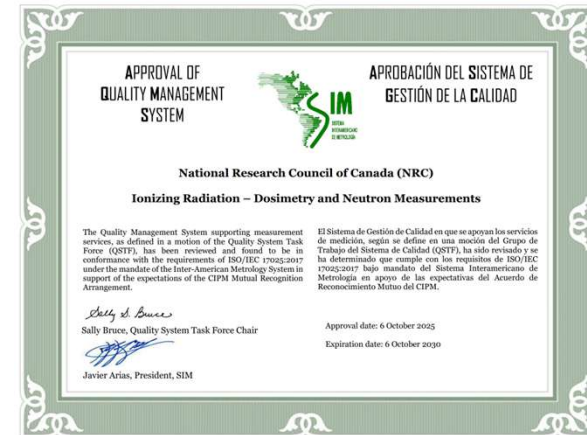 APPROVAL OF
QUALITY MANAGEMENT
SYSTEM
SIM
SISTEMA
INTERAMERICANO
DE METROLOGÍA
APROBACIÓN DEL SISTEMA DE
GESTIÓN DE LA CALIDAD
National Research Council of Canada (NRC)
Ionizing Radiation – Dosimetry and Neutron Measurements
The Quality Management System supporting measurement
services, as defined in a motion of the Quality System Task
Force (QSTF), has been reviewed and found to be in
conformance with the requirements of ISO/IEC 17025:2017
under the mandate of the Inter-American Metrology System in
support of the expectations of the CIPM Mutual Recognition
Arrangement.
El Sistema de Gestión de Calidad en que se apoyan los servicios
de medición, según se define en una moción del Grupo de
Trabajo del Sistema de Calidad (QSTF), ha sido revisado y se
ha determinado que cumple con los requisitos de ISO/IEC
17025:2017 bajo mandato del Sistema Interamericano de
Metrología en apoyo de las expectativas del Acuerdo de
Reconocimiento Mutuo del CIPM.
Sally S. Bruce
Sally Bruce, Quality System Task Force Chair
Javier Arias, President, SIM
Approval date: 6 October 2025
Expiration date: 6 October 2030